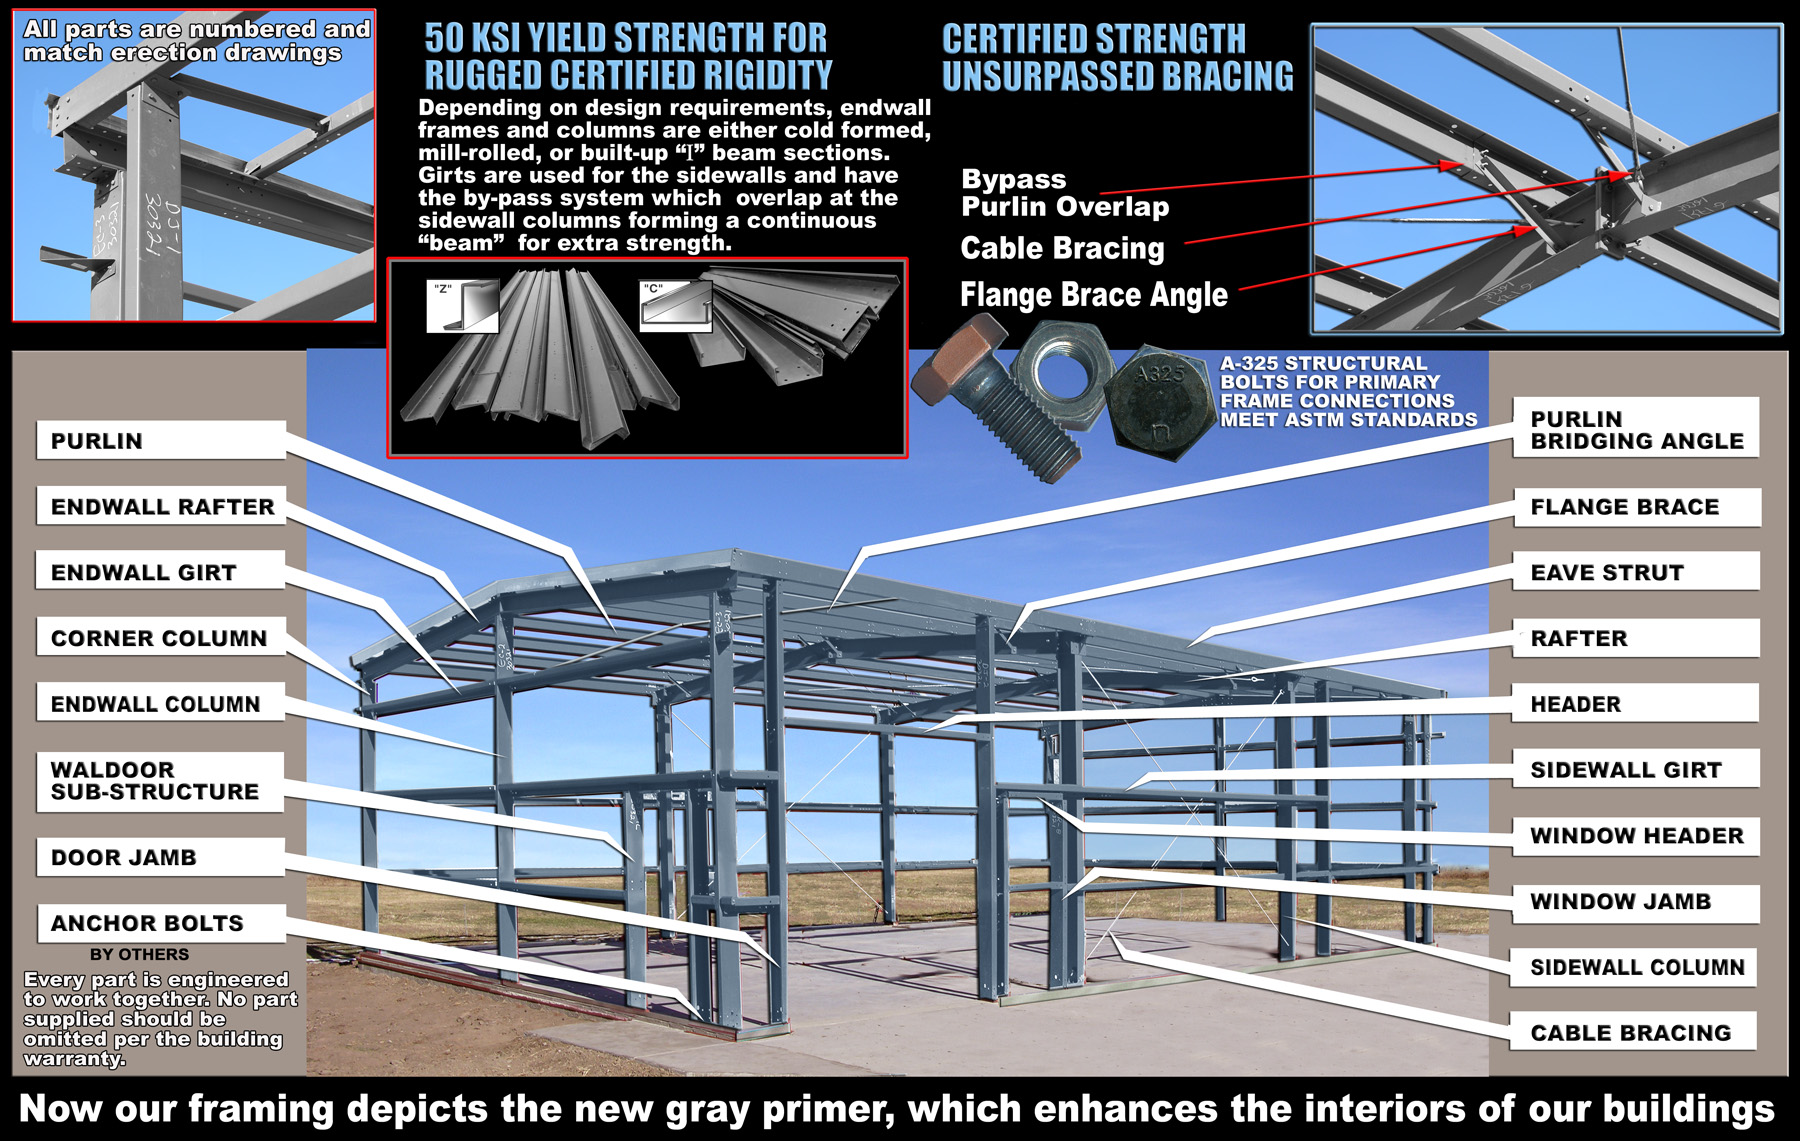 All parts are numbered and
match erection drawings
50 KSI YIELD STRENGTH FOR
RUGGED CERTIFIED RIGIDITY
Depending on design requirements, endwall
frames and columns are either cold formed,
mill-rolled, or built-up “I” beam sections.
Girts are used for the sidewalls and have
the by-pass system which overlap at the
sidewall columns forming a continuous
“beam” for extra strength.
CERTIFIED STRENGTH
UNSURPASSED BRACING
Bypass
Purlin Overlap
Cable Bracing
Flange Brace Angle
30321
"Z"
"C"
A325
A-325 STRUCTURAL
BOLTS FOR PRIMARY
FRAME CONNECTIONS
MEET ASTM STANDARDS
PURLIN
ENDWALL RAFTER
ENDWALL GIRT
CORNER COLUMN
ENDWALL COLUMN
WALDOOR
SUB-STRUCTURE
DOOR JAMB
ANCHOR BOLTS
BY OTHERS
Every part is engineered
to work together. No part
supplied should be
omitted per the building
warranty.
PURLIN
BRIDGING ANGLE
FLANGE BRACE
EAVE STRUT
RAFTER
HEADER
SIDEWALL GIRT
WINDOW HEADER
WINDOW JAMB
SIDEWALL COLUMN
CABLE BRACING
Now our framing depicts the new gray primer, which enhances the interiors of our buildings